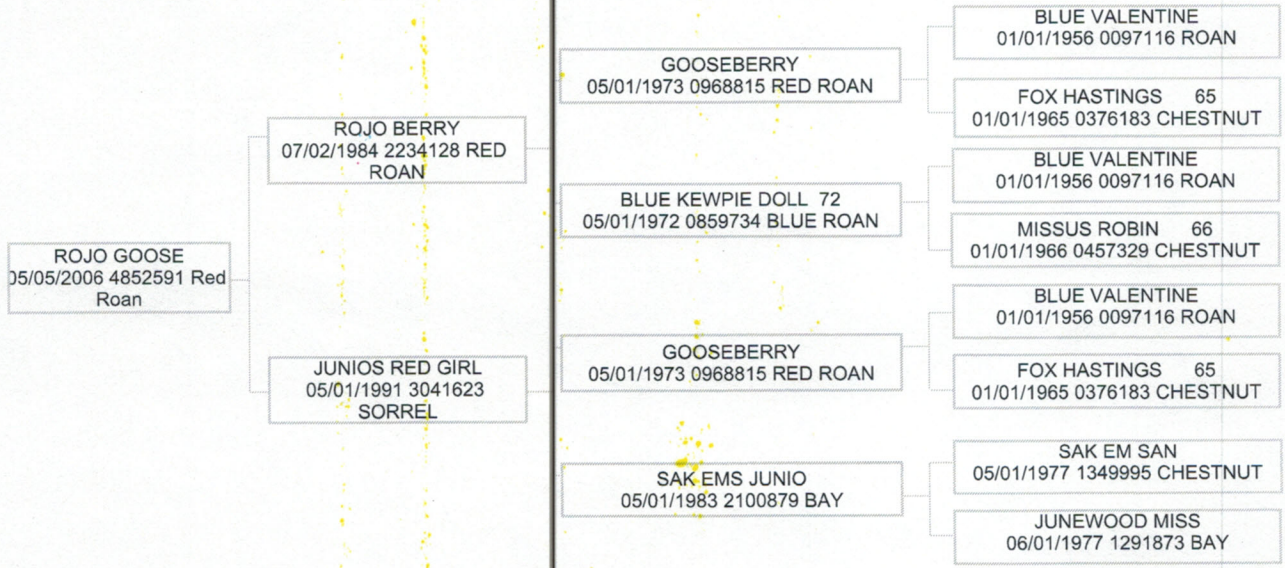 ROJO GOOSE
05/05/2006 4852591 Red
Roan
ROJO BERRY
07/02/1984 2234128 RED
ROAN
JUNIOS RED GIRL
05/01/1991 3041623
SORREL
GOOSEBERRY
05/01/1973 0968815 RED ROAN
BLUE KEWPIE DOLL 72
05/01/1972 0859734 BLUE ROAN
GOOSEBERRY
05/01/1973 0968815 RED ROAN
SAK EMS JUNIO
05/01/1983 2100879 BAY
BLUE VALENTINE
01/01/1956 0097116 ROAN
FOX HASTINGS 65
01/01/1965 0376183 CHESTNUT
BLUE VALENTINE
01/01/1956 0097116 ROAN
MISSUS ROBIN 66
01/01/1966 0457329 CHESTNUT
BLUE VALENTINE
01/01/1956 0097116 ROAN
FOX HASTINGS 65
01/01/1965 0376183 CHESTNUT
SAK EM SAN
05/01/1977 1349995 CHESTNUT
JUNEWOOD MISS
06/01/1977 1291873 BAY